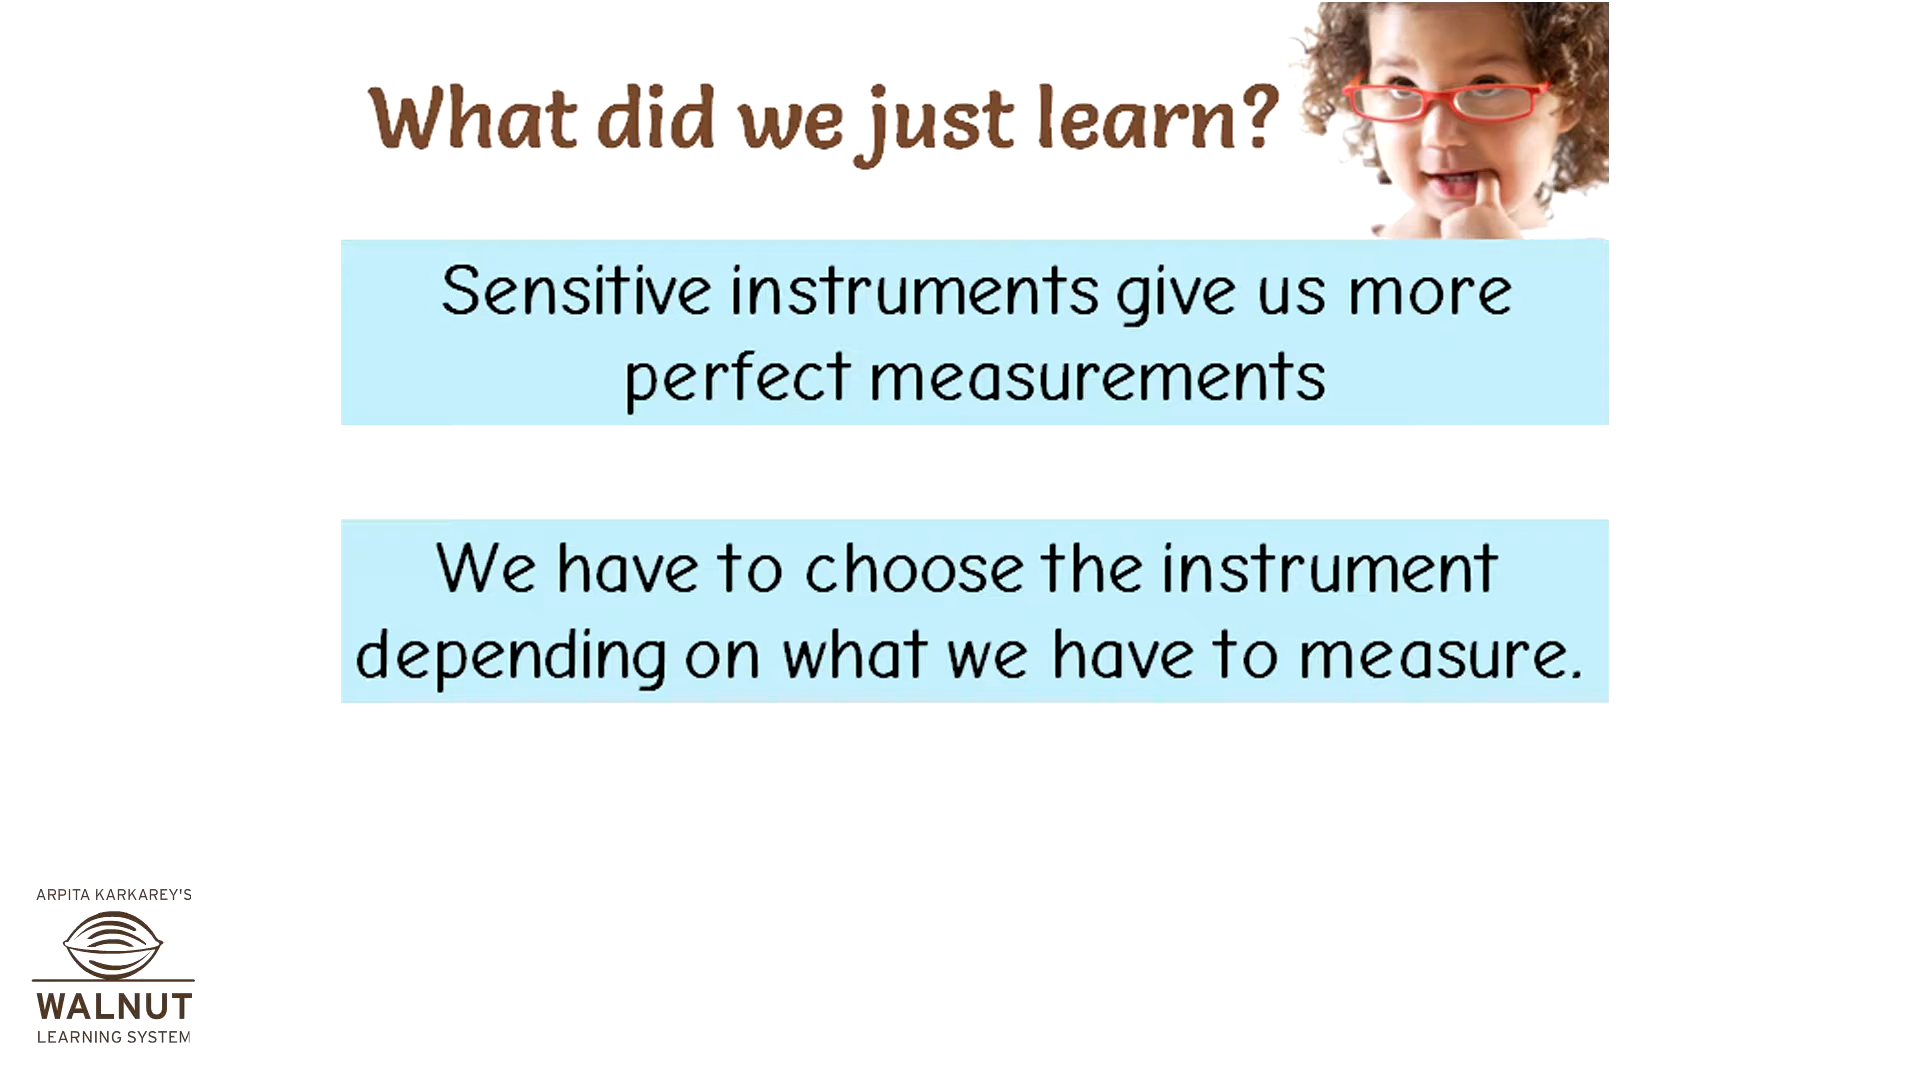 What did we just learn?
Sensitive instruments give us more
perfect measurements
We have to choose the instrument
depending on what we have to measure.
ARPITA KARKAREY'S
WALNUT
LEARNING SYSTEM